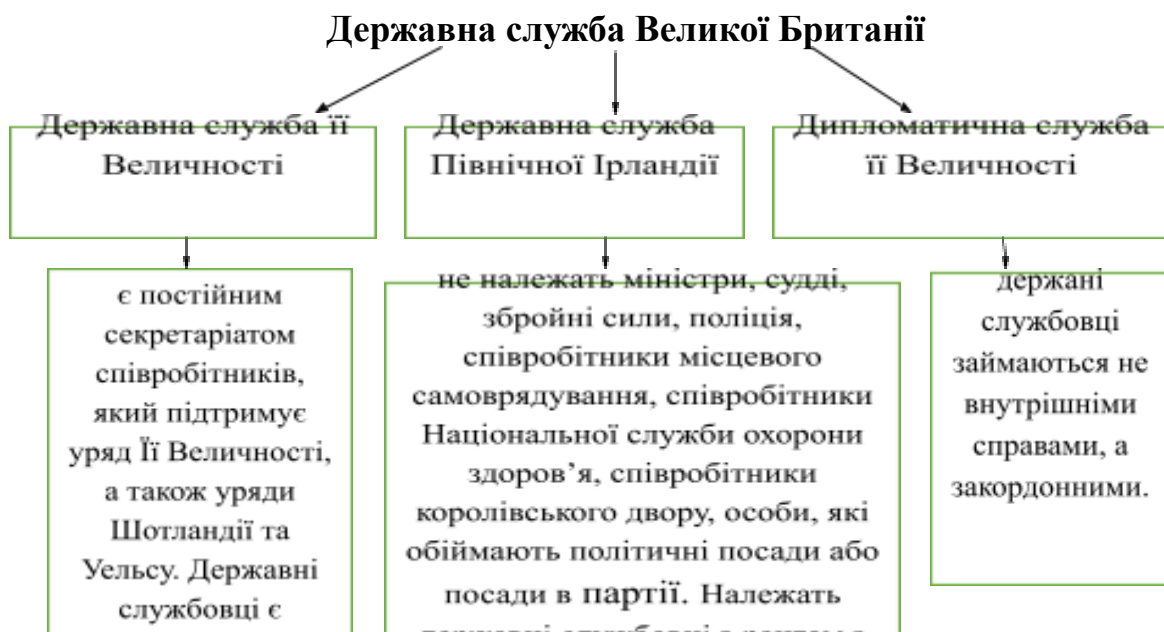 Державна служба Великої Британії
Державна служба її
Величності
Державна служба
Північної Ірландії
Дипломатична служба
її Величності
є постійним
секретаріатом
співробітників,
який підтримує
уряд Її Величності,
а також уряди
Шотландії та
Уельсу. Державні
службовці є
не належать міністри, судді,
збройні сили, поліція,
співробітники місцевого
самоврядування, співробітники
Національної служби охорони
здоров’я, співробітники
королівського двору, особи, які
обіймають політичні посади або
посади в партії. Належать
держані
службовці
займаються не
внутрішніми
справами, а
закордонними.